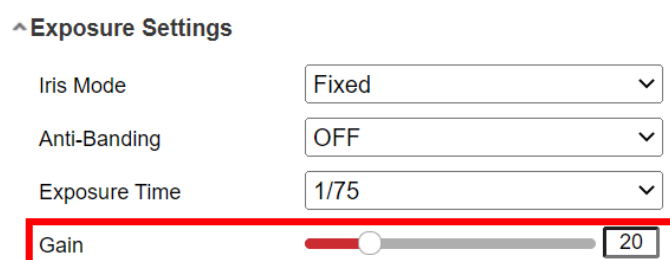 Exposure Settings
Iris Mode Fixed
Anti-Banding OFF
Exposure Time 1/75
Gain 20